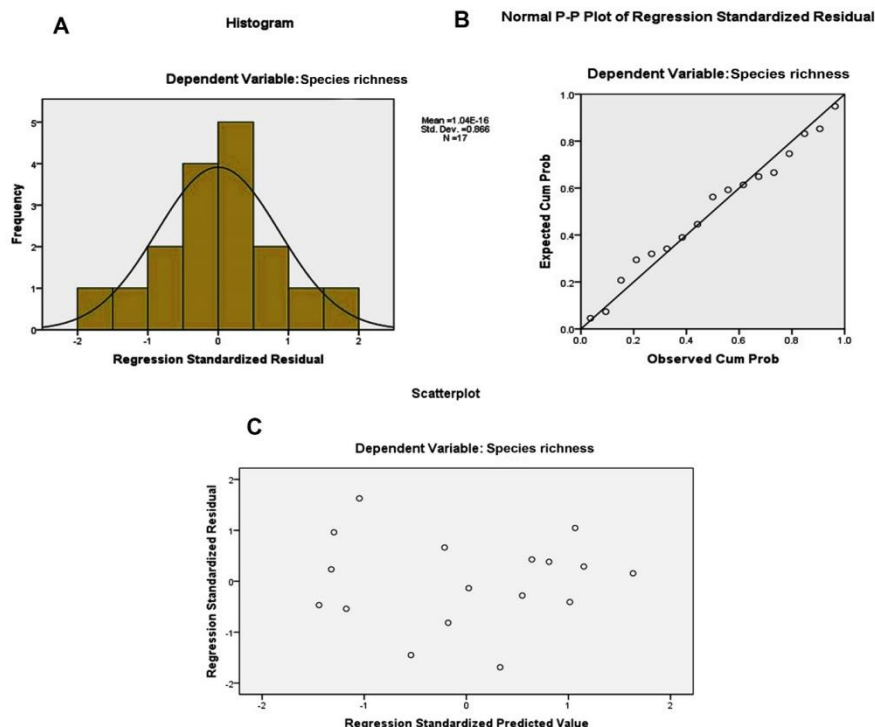 A
Histogram
Dependent Variable: Species richness
Mean =1.04E-16
Std. Dev. =0.866
N =17
Frequency
5
4
3
2
1
0
-2
-1
0
1
2
Regression Standardized Residual
B
Normal P-P Plot of Regression Standardized Residual
Dependent Variable: Species richness
Expected Cum Prob
1.0
0.8
0.6
0.4
0.2
0.0
0.0
0.2
0.4
0.6
0.8
1.0
Observed Cum Prob
Scatterplot
C
Dependent Variable: Species richness
Regression Standardized Residual
2
1
0
-1
-2
-2
-1
0
1
2
Regression Standardized Predicted Value